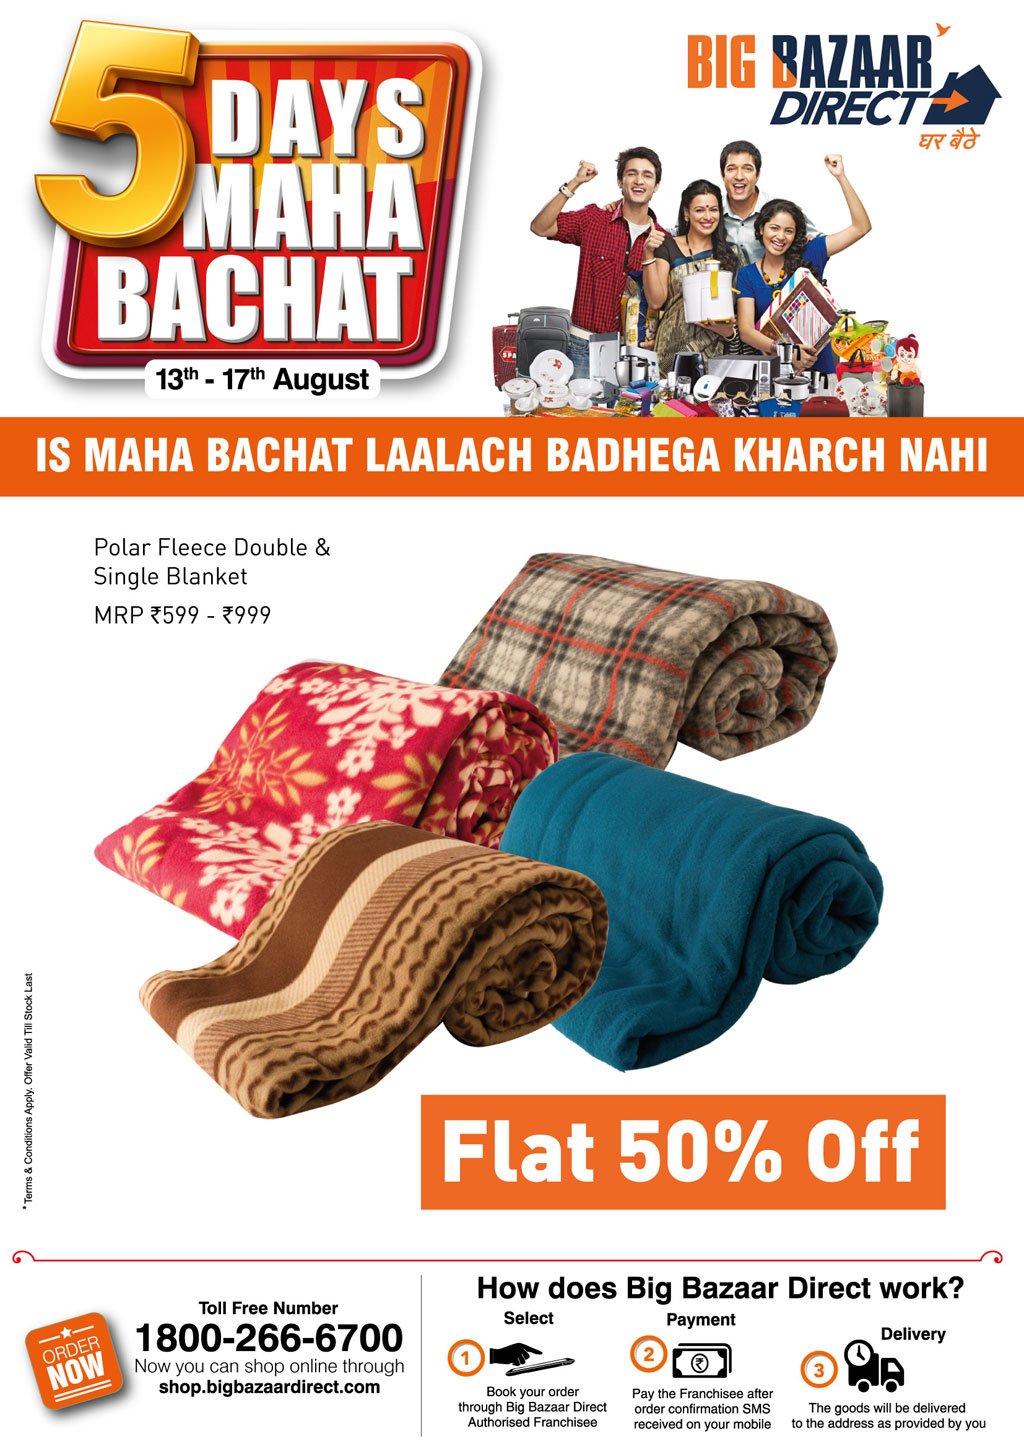 5 DAYS
MAHA
BACHAT
13th - 17th August
BIG BAZAAR
DIRECT
घर बैठे
IS MAHA BACHAT LAALACH BADHEGA KHARCH NAHI
Polar Fleece Double &
Single Blanket
MRP ₹599 - ₹999
*Terms & Conditions Apply. Offer Valid Till Stock Last
Flat 50% Off
ORDER
NOW
Toll Free Number
1800-266-6700
Now you can shop online through
shop.bigbazaardirect.com
How does Big Bazaar Direct work?
Select
1
Book your order
through Big Bazaar Direct
Authorised Franchisee
Payment
2
₹
Pay the Franchisee after
order confirmation SMS
received on your mobile
Delivery
3
The goods will be delivered
to the address as provided by you